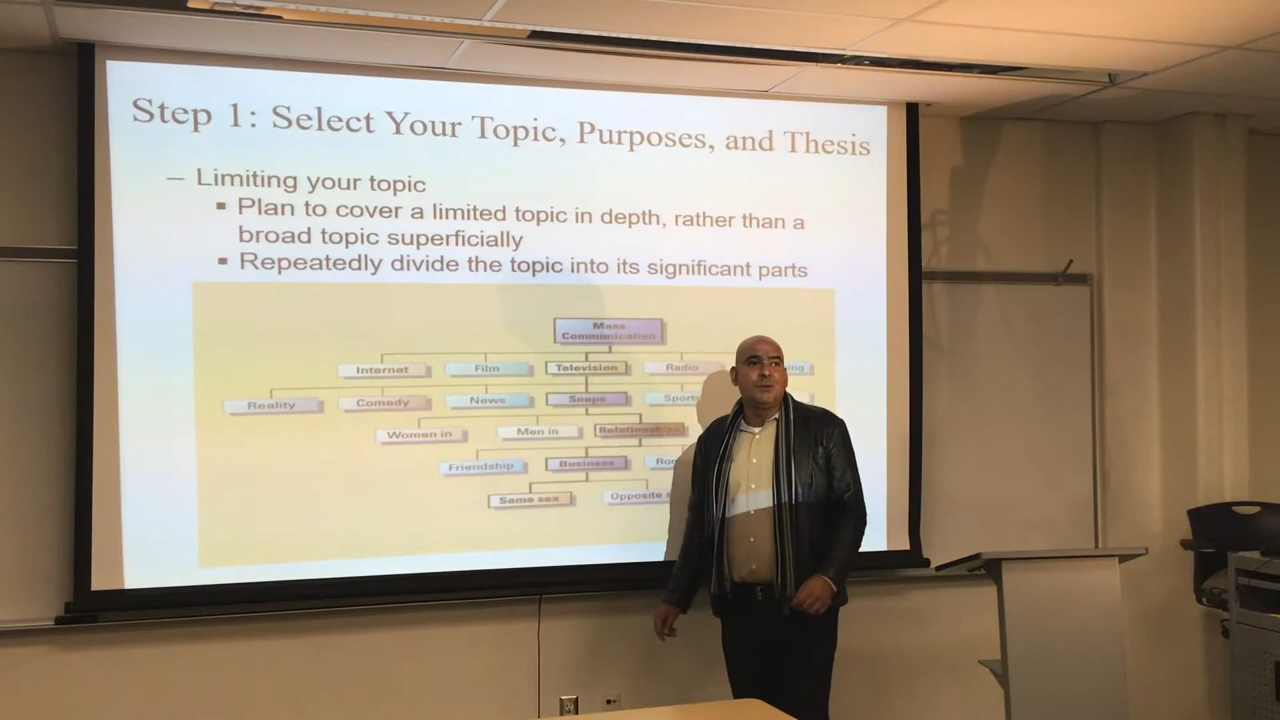 Step 1: Select Your Topic, Purposes, and Thesis
– Limiting your topic
▪ Plan to cover a limited topic in depth, rather than a
broad topic superficially
▪ Repeatedly divide the topic into its significant parts
Mass
Communication
Internet Film Television Radio
Reality Comedy News Soaps Sports
Women in Men in Relationships
Friendship Business
Same sex Opposite